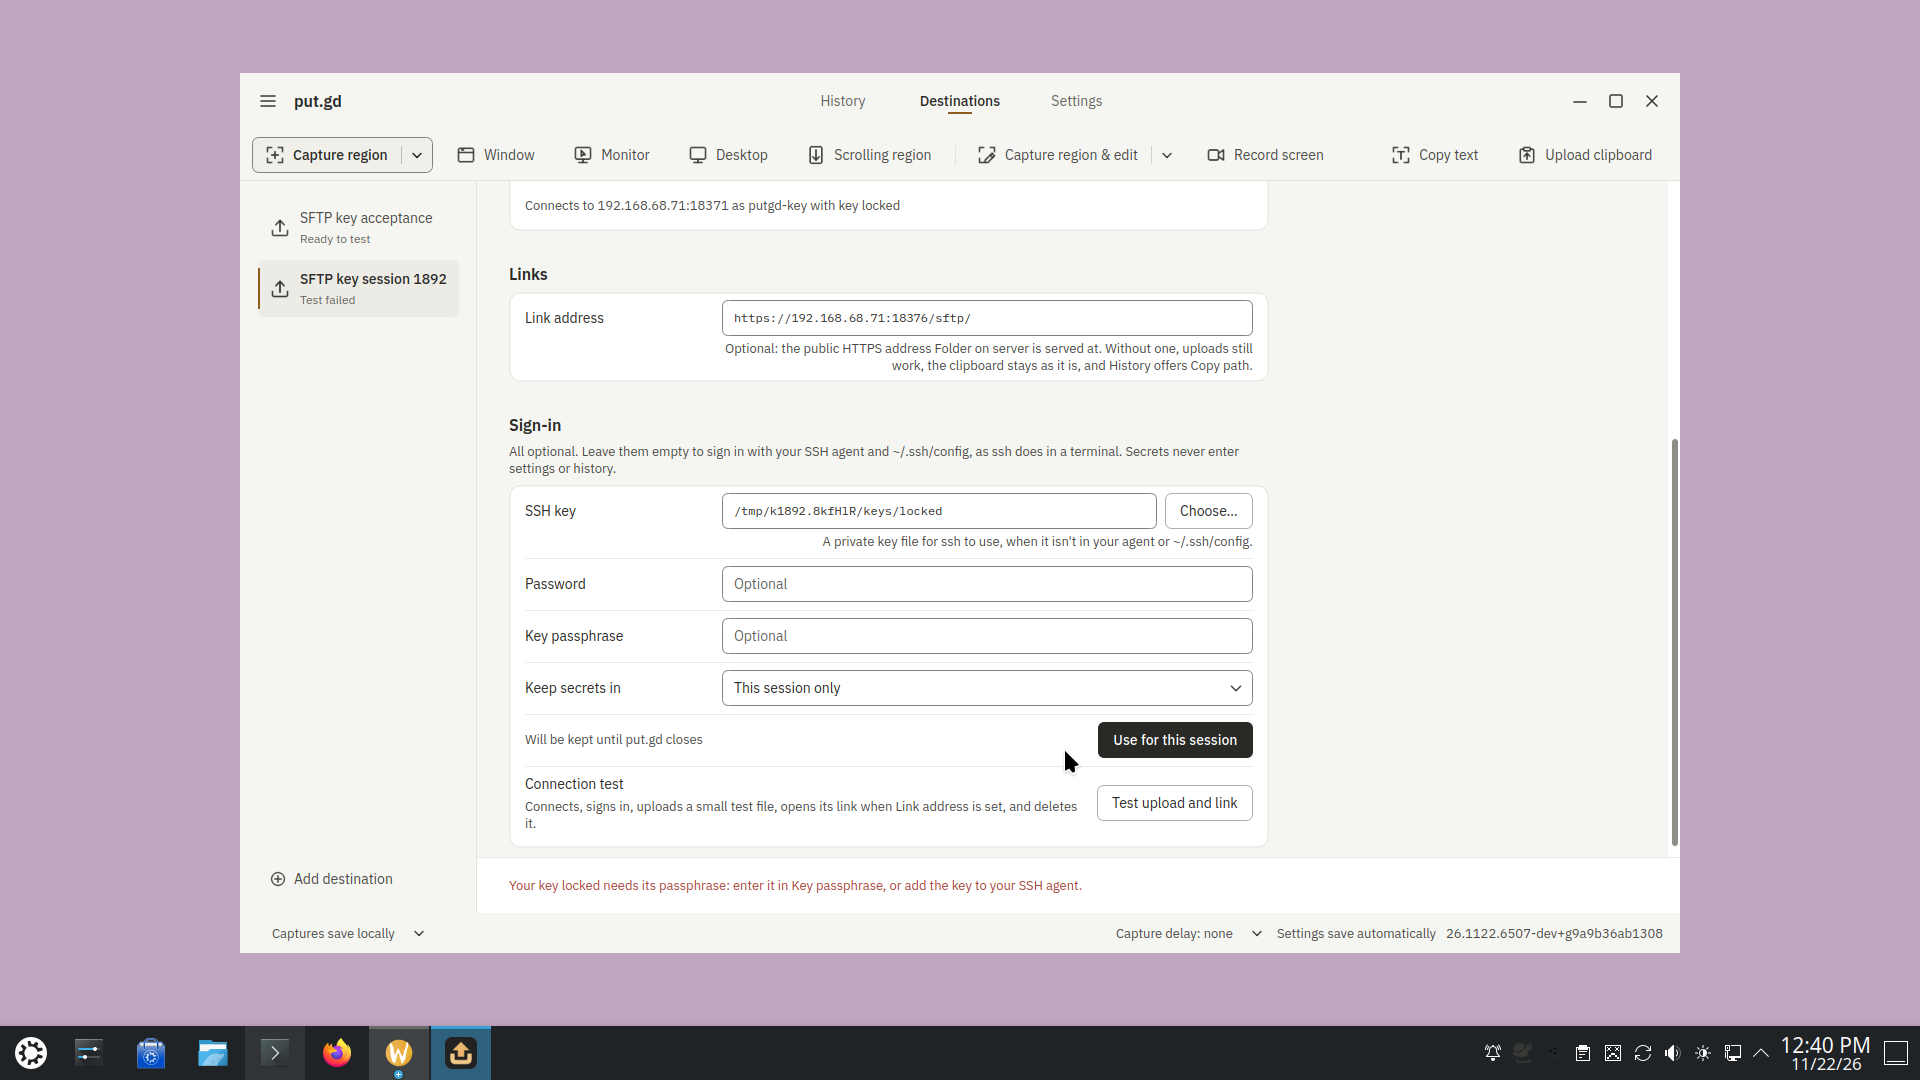 put.gd
History
Destinations
Settings
Capture region
Window
Monitor
Desktop
Scrolling region
Capture region & edit
Record screen
Copy text
Upload clipboard
SFTP key acceptance
Ready to test
SFTP key session 1892
Test failed
Add destination
Connects to 192.168.68.71:18371 as putgd-key with key locked
Links
Link address
https://192.168.68.71:18376/sftp/
Optional: the public HTTPS address Folder on server is served at. Without one, uploads still
work, the clipboard stays as it is, and History offers Copy path.
Sign-in
All optional. Leave them empty to sign in with your SSH agent and ~/.ssh/config, as ssh does in a terminal. Secrets never enter
settings or history.
SSH key
/tmp/k1892.8kfHlR/keys/locked
Choose...
A private key file for ssh to use, when it isn't in your agent or ~/.ssh/config.
Password
Optional
Key passphrase
Optional
Keep secrets in
This session only
Will be kept until put.gd closes
Use for this session
Connection test
Connects, signs in, uploads a small test file, opens its link when Link address is set, and deletes
it.
Test upload and link
Your key locked needs its passphrase: enter it in Key passphrase, or add the key to your SSH agent.
Captures save locally
Capture delay: none
Settings save automatically
26.1122.6507-dev+g9a9b36ab1308
12:40 PM
11/22/26